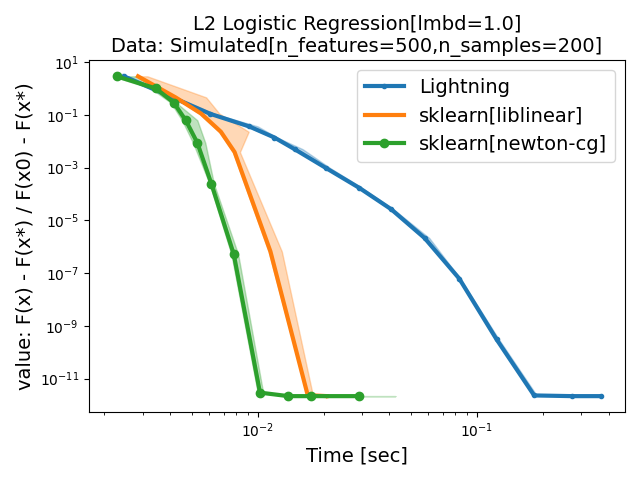 L2 Logistic Regression[lmbd=1.0]
Data: Simulated[n_features=500,n_samples=200]
value: F(x) - F(x*) / F(x0) - F(x*)
10¹
10⁻¹
10⁻³
10⁻⁵
10⁻⁷
10⁻⁹
10⁻¹¹
Lightning
sklearn[liblinear]
sklearn[newton-cg]
10⁻² 10⁻¹
Time [sec]